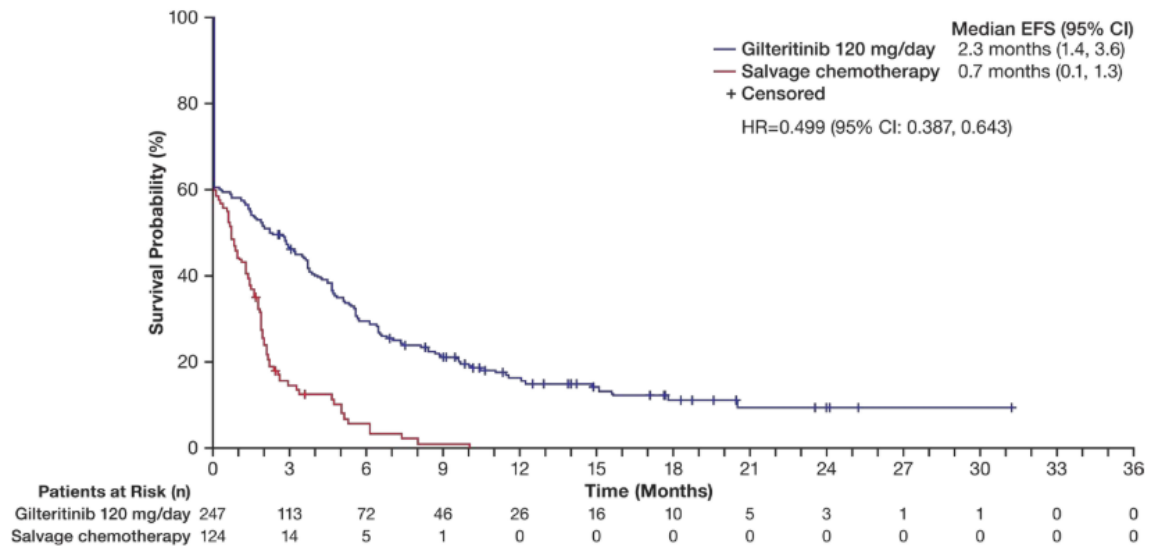 Median EFS (95% CI)
Gilteritinib 120 mg/day 2.3 months (1.4, 3.6)
Salvage chemotherapy 0.7 months (0.1, 1.3)
+ Censored
HR=0.499 (95% CI: 0.387, 0.643)
Survival Probability (%)
100
80
60
40
20
0
0 3 6 9 12 15 18 21 24 27 30 33 36
Time (Months)
Patients at Risk (n)
Gilteritinib 120 mg/day 247 113 72 46 26 16 10 5 3 1 1 0 0
Salvage chemotherapy 124 14 5 1 0 0 0 0 0 0 0 0 0